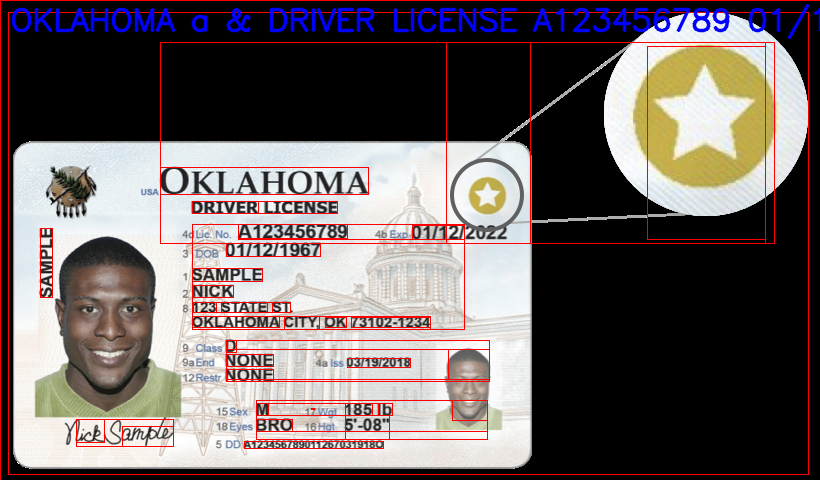 OKLAHOMA a & DRIVER LICENSE A123456789 01/1
USA OKLAHOMA
DRIVER LICENSE
4d Lic. No. A123456789 4b Exp 01/12/2022
3 DOB 01/12/1967
SAMPLE
1 SAMPLE
2 NICK
8 123 STATE ST.
OKLAHOMA CITY, OK 73102-1234
9 Class D
9a End NONE 4a Iss 03/19/2018
12 Restr NONE
15 Sex M 17 Wgt 185 lb
18 Eyes BRO 16 Hgt 5'-08"
Nick Sample
5 DD A1234567890112670319180